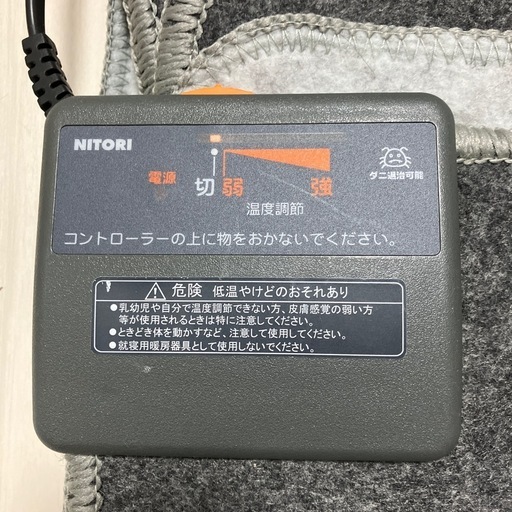 NITORI
電源
切 弱 強
温度調節
ダニ退治可能
コントローラーの上に物をおかないでください。
危険 低温やけどのおそれあり
●乳幼児や自分で温度調節できない方、皮膚感覚の弱い方
等が使用されるときは特に注意してください。
●ときどき体を動かすなど、注意して使用してください。
●就寝用暖房器具として使用しないでください。